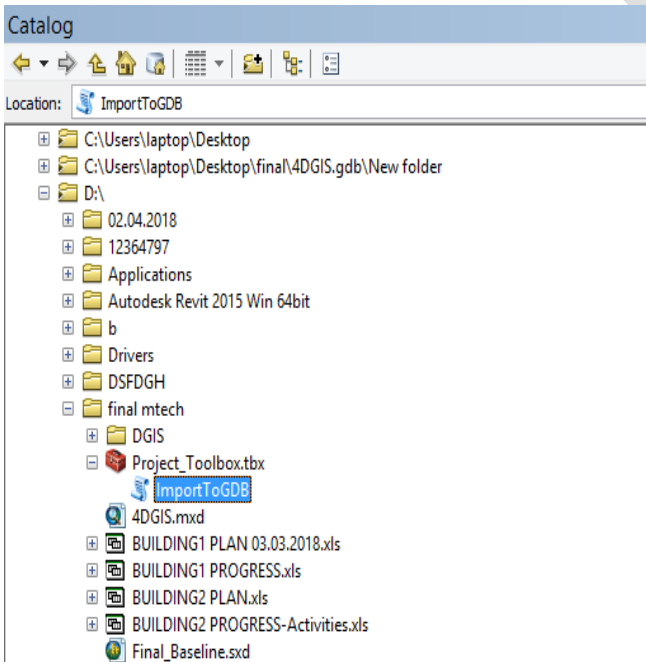 Catalog
Location: ImportToGDB
C:\Users\laptop\Desktop
C:\Users\laptop\Desktop\final\4DGIS.gdb\New folder
D:\
02.04.2018
12364797
Applications
Autodesk Revit 2015 Win 64bit
b
Drivers
DSFDGH
final mtech
DGIS
Project_Toolbox.tbx
ImportToGDB
4DGIS.mxd
BUILDING1 PLAN 03.03.2018.xls
BUILDING1 PROGRESS.xls
BUILDING2 PLAN.xls
BUILDING2 PROGRESS-Activities.xls
Final_Baseline.sxd